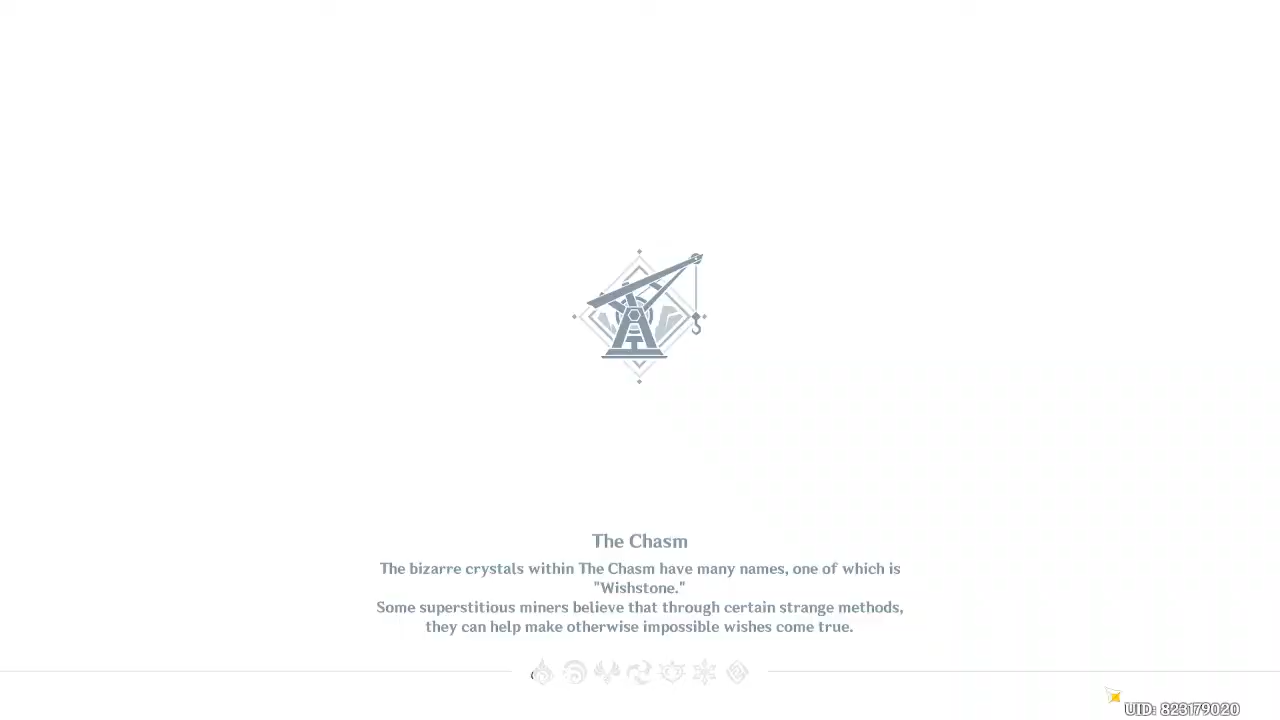 The Chasm
The bizarre crystals within The Chasm have many names, one of which is
"Wishstone."
Some superstitious miners believe that through certain strange methods,
they can help make otherwise impossible wishes come true.
UID: 823179020